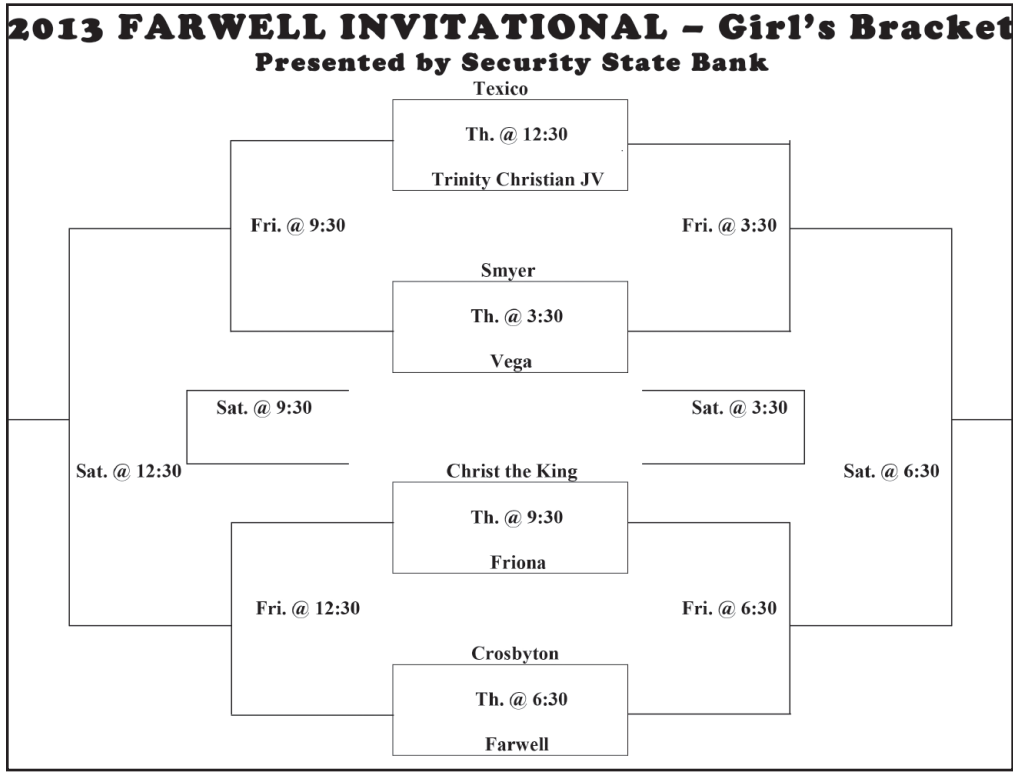 2013 FARWELL INVITATIONAL – Girl's Bracket
Presented by Security State Bank
Texico
Th. @ 12:30
Trinity Christian JV
Fri. @ 9:30
Fri. @ 3:30
Smyer
Th. @ 3:30
Vega
Sat. @ 9:30
Sat. @ 3:30
Sat. @ 12:30
Christ the King
Sat. @ 6:30
Th. @ 9:30
Friona
Fri. @ 12:30
Fri. @ 6:30
Crosbyton
Th. @ 6:30
Farwell